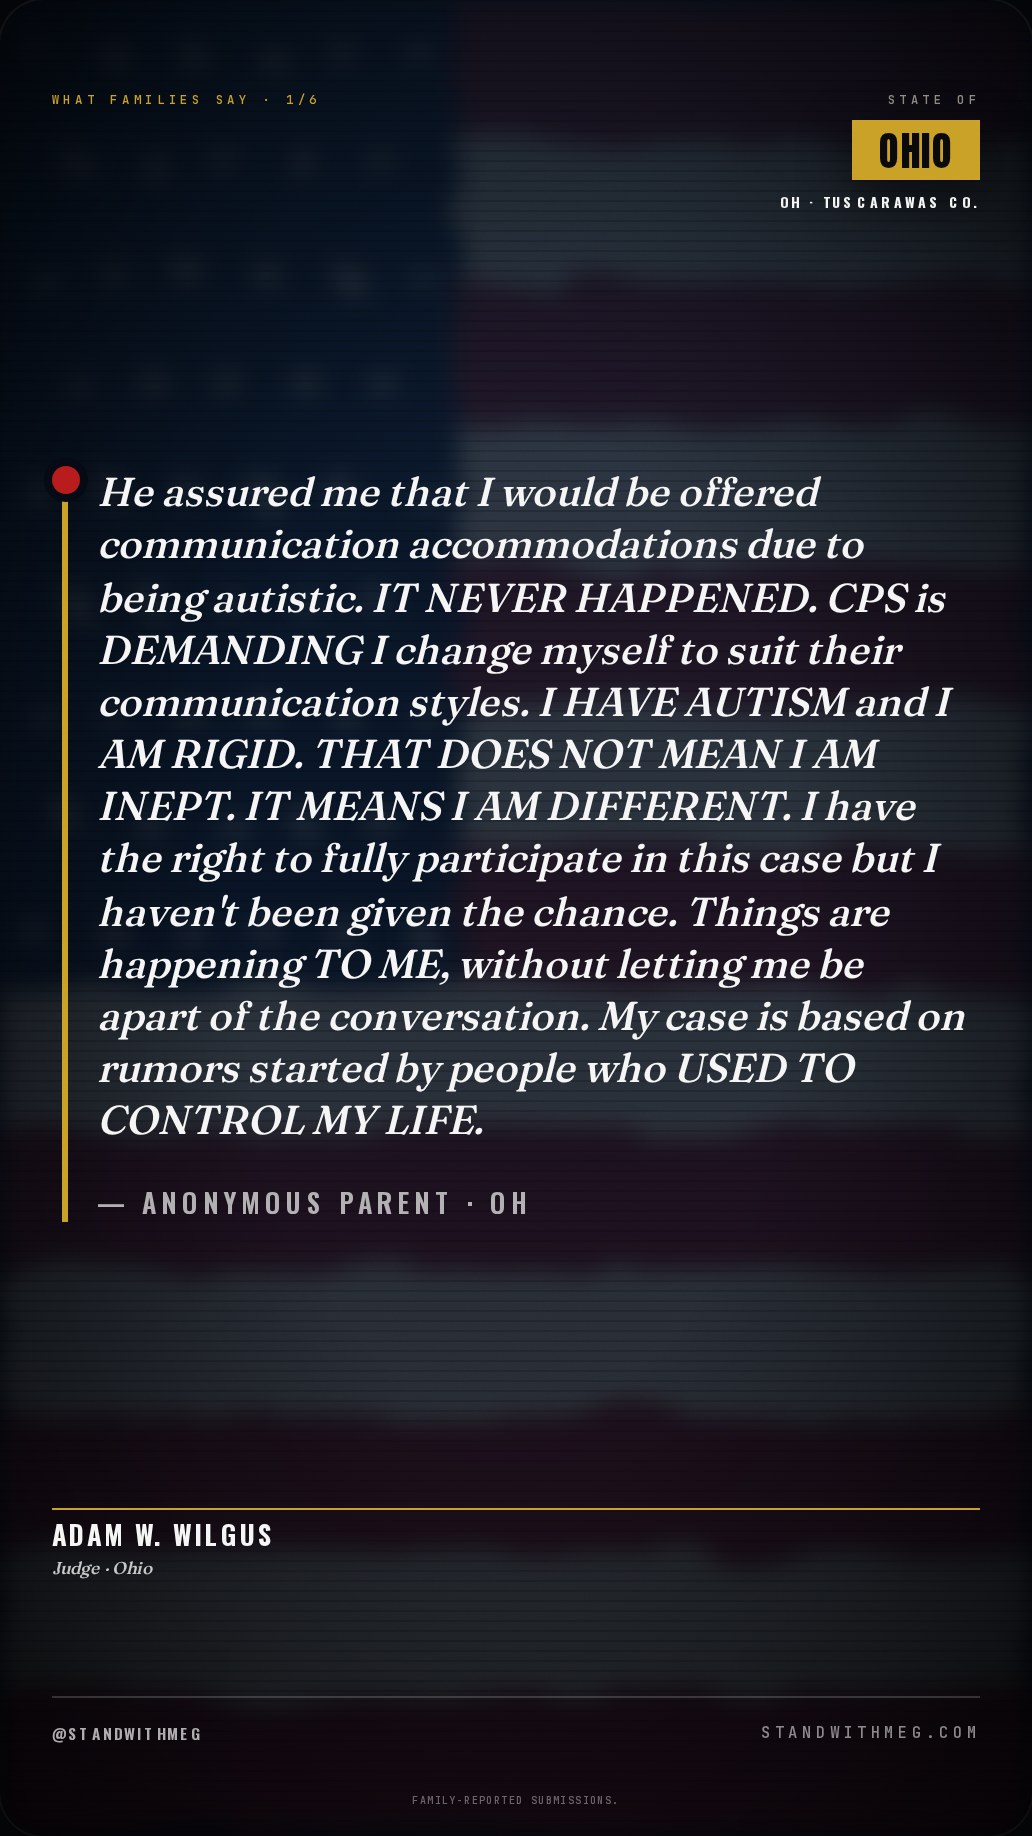 WHAT FAMILIES SAY · 1/6
STATE OF
OHIO
OH · TUSCARAWAS CO.
He assured me that I would be offered
communication accommodations due to
being autistic. IT NEVER HAPPENED. CPS is
DEMANDING I change myself to suit their
communication styles. I HAVE AUTISM and I
AM RIGID. THAT DOES NOT MEAN I AM
INEPT. IT MEANS I AM DIFFERENT. I have
the right to fully participate in this case but I
haven't been given the chance. Things are
happening TO ME, without letting me be
apart of the conversation. My case is based on
rumors started by people who USED TO
CONTROL MY LIFE.
— ANONYMOUS PARENT · OH
ADAM W. WILGUS
Judge · Ohio
@STANDWITHMEG
STANDWITHMEG.COM
FAMILY-REPORTED SUBMISSIONS.